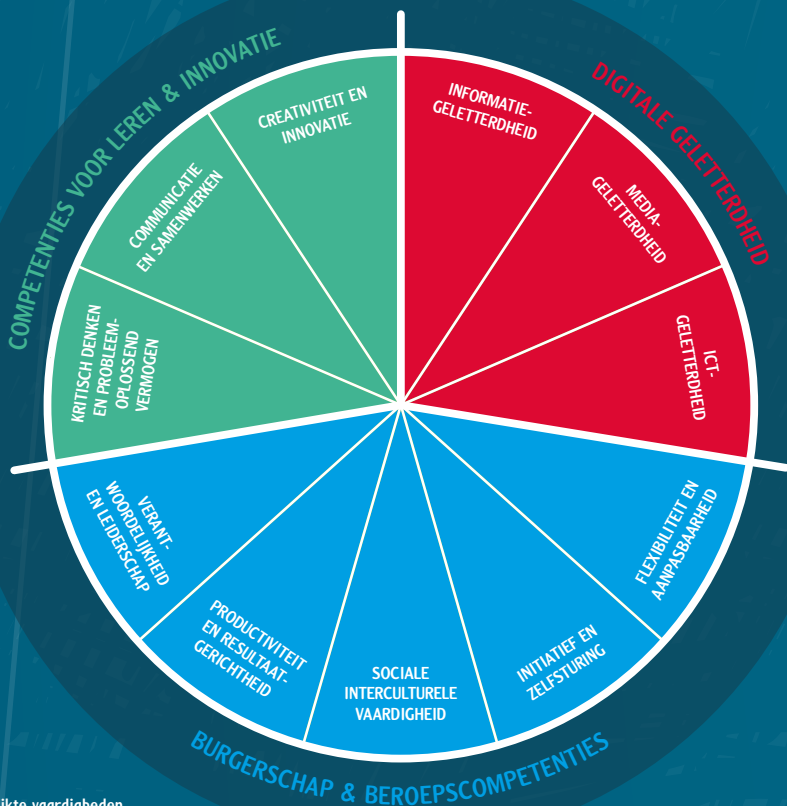 COMPETENTIES VOOR LEREN & INNOVATIE
DIGITALE GELETTERDHEID
CREATIVITEIT EN
INNOVATIE
INFORMATIE-
GELETTERDHEID
COMMUNICATIE
EN SAMENWERKEN
MEDIA-
GELETTERDHEID
KRITISCH DENKEN
EN PROBLEEM-
OPLOSSEND
VERMOGEN
ICT-
GELETTERDHEID
VERANT-
WOORDELIJKHEID
EN LEIDERSCHAP
FLEXIBILITEIT EN
AANPASBAARHEID
PRODUCTIVITEIT
EN RESULTAAT-
GERICHTHEID
SOCIALE
INTERCULTURELE
VAARDIGHEID
INITIATIEF EN
ZELFSTURING
BURGERSCHAP & BEROEPSCOMPETENTIES
vaardigheden